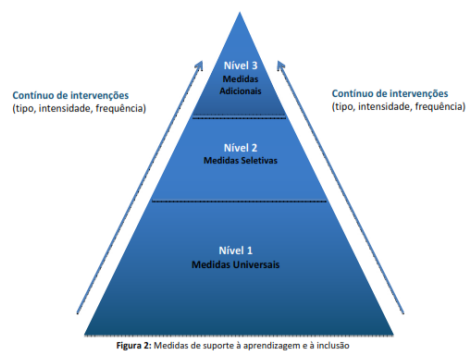 Nível 3
Medidas
Adicionais
Contínuo de intervenções
(tipo, intensidade, frequência)
Contínuo de intervenções
(tipo, intensidade, frequência)
Nível 2
Medidas Seletivas
Nível 1
Medidas Universais
Figura 2: Medidas de suporte à aprendizagem e à inclusão